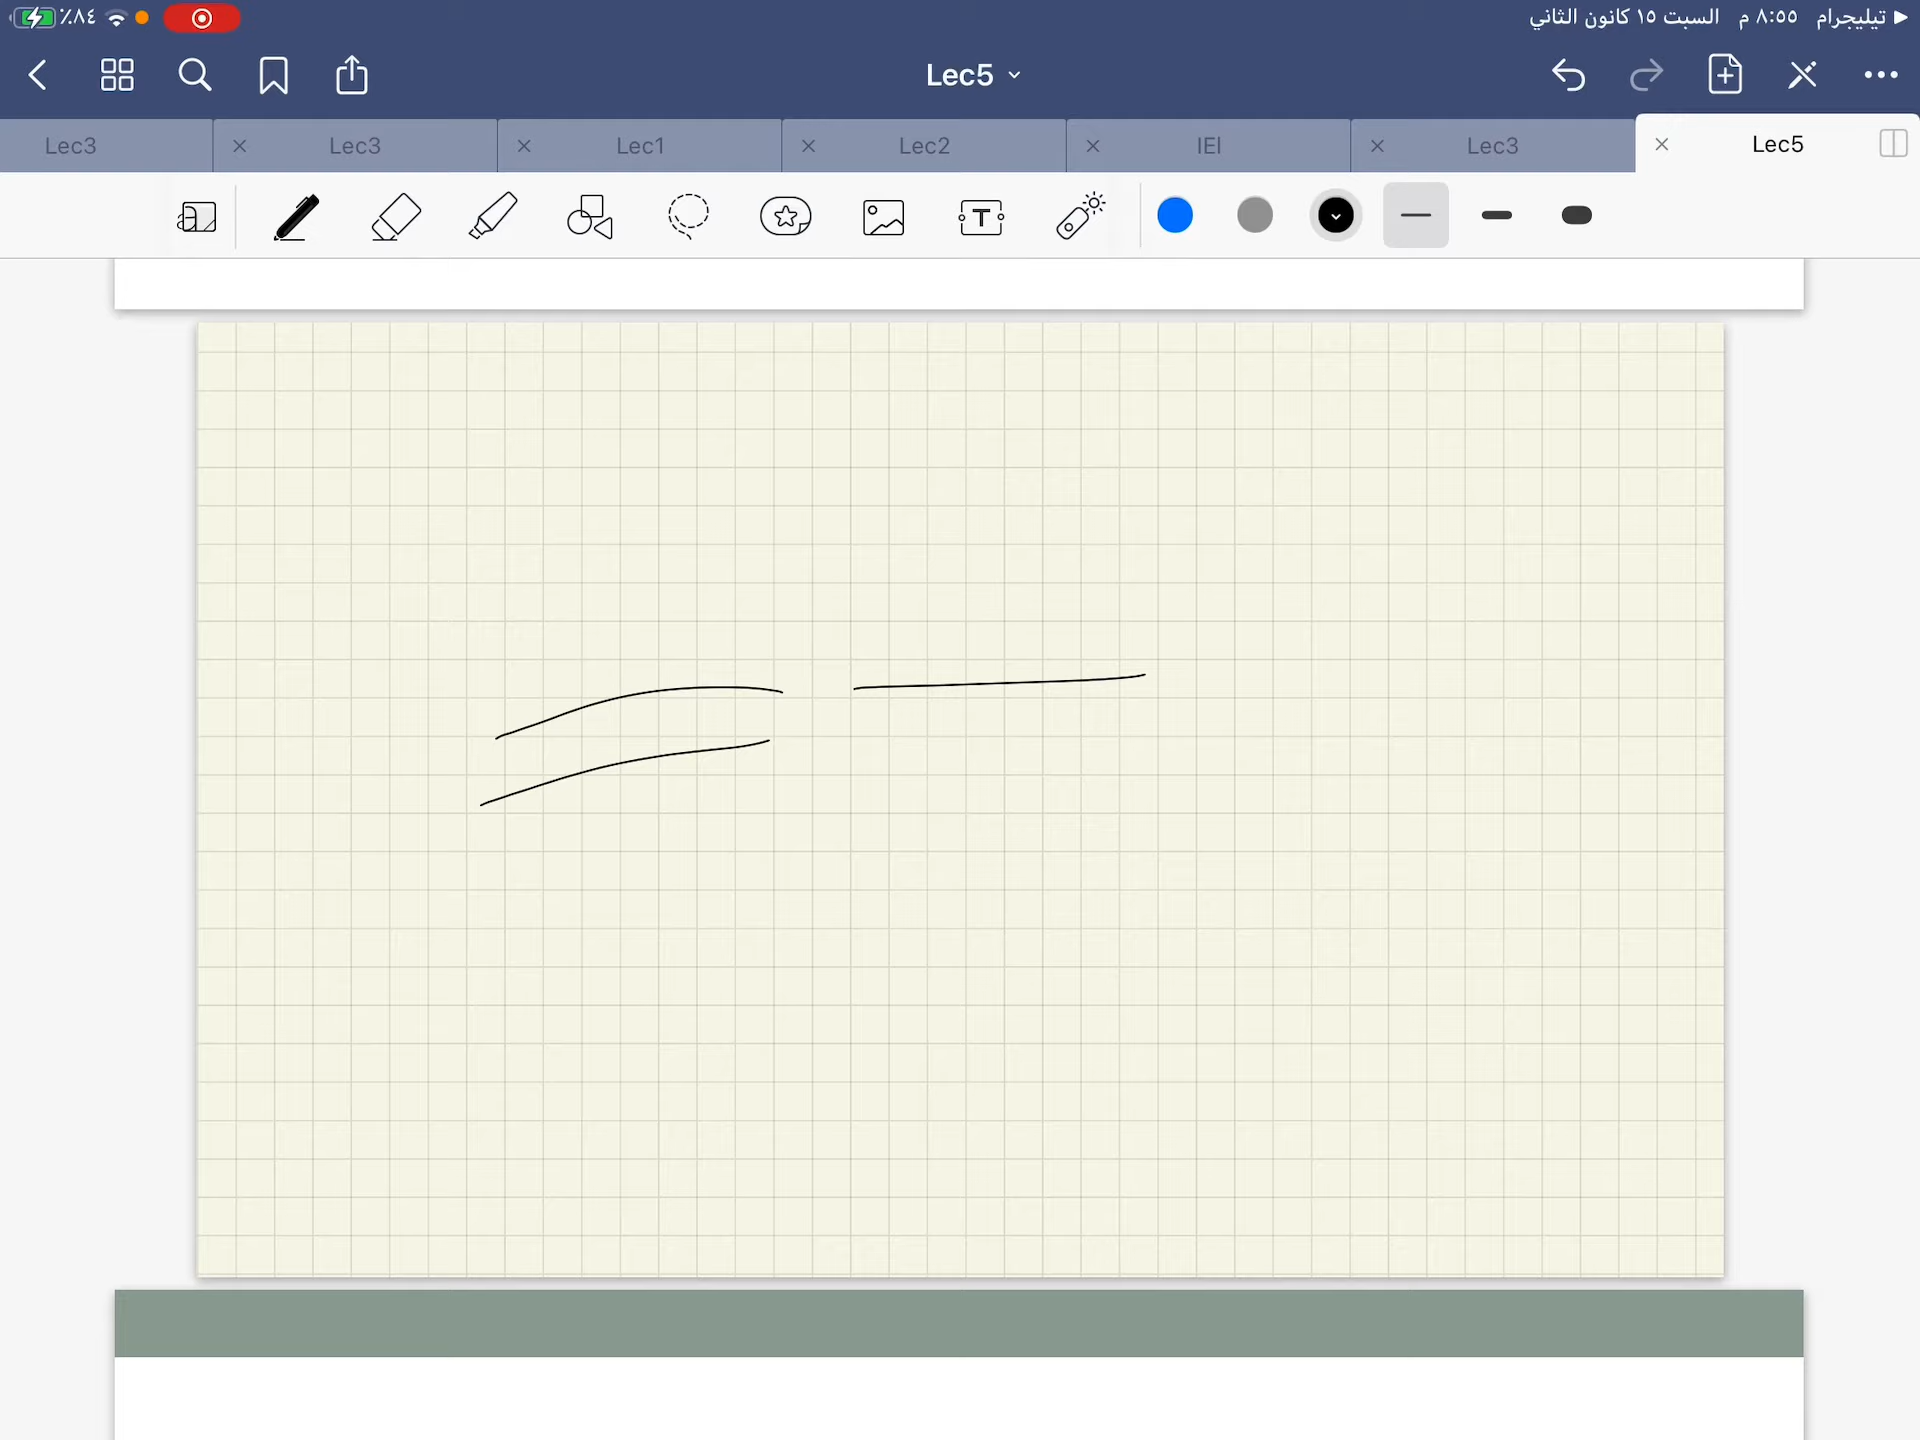 ٪٨٤ ◀ تيليجرام ٨:٥٥ م السبت ١٥ كانون الثاني
Lec5
Lec3 Lec3 Lec1 Lec2 IEI Lec3 Lec5